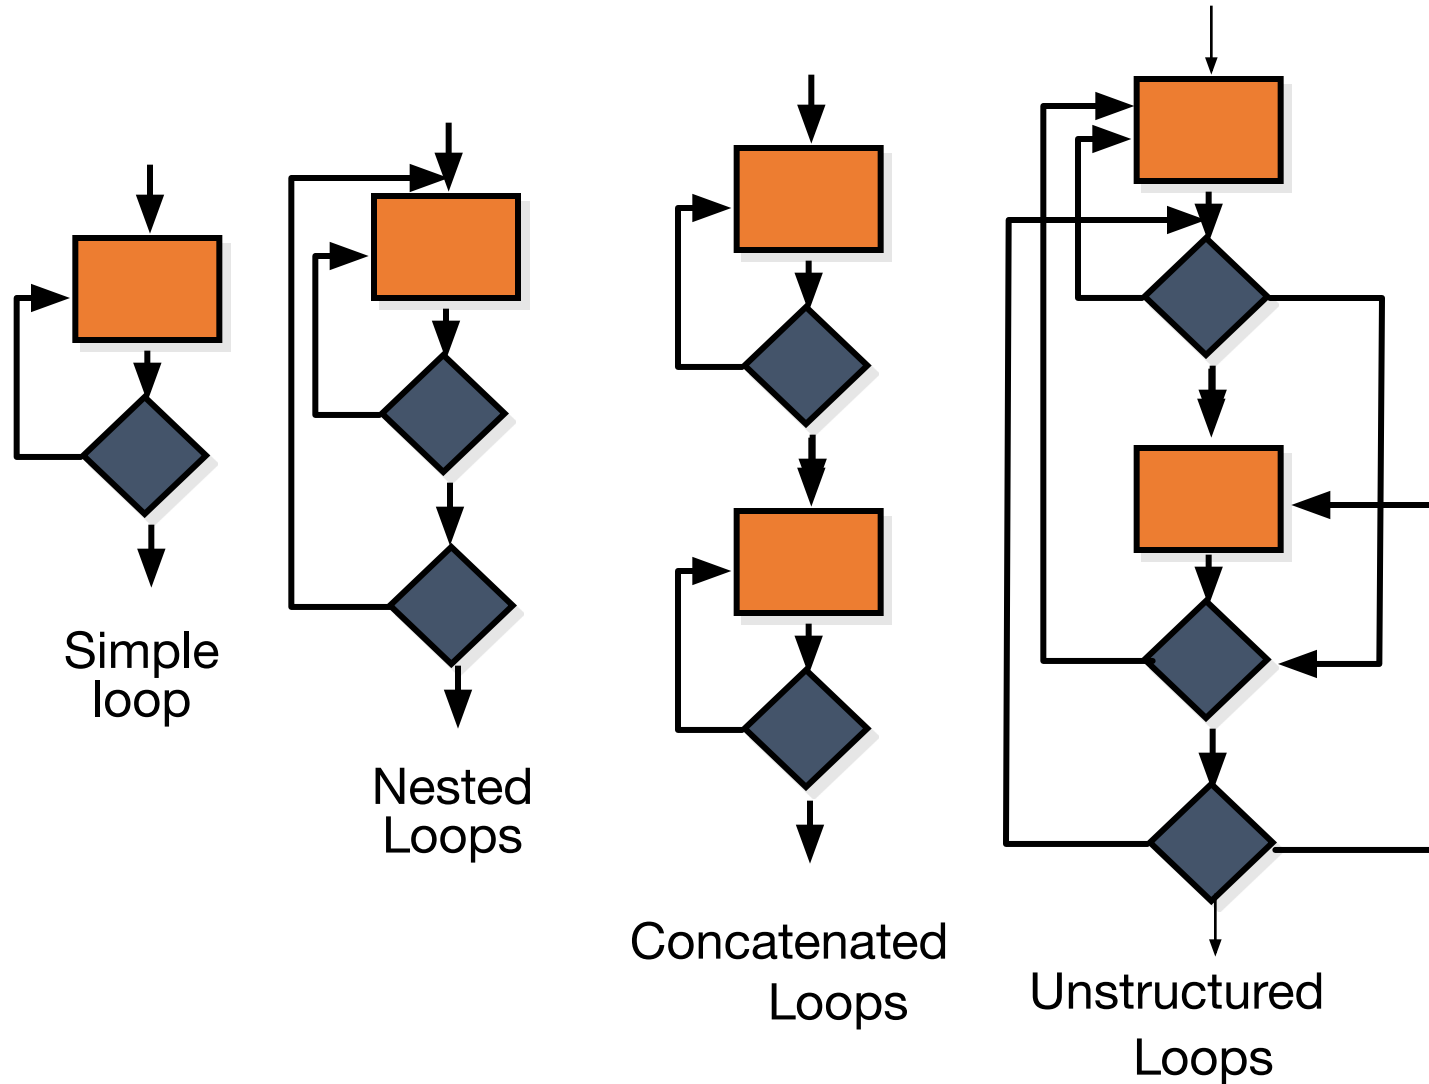 Simple
loop
Nested
Loops
Concatenated
Loops
Unstructured
Loops